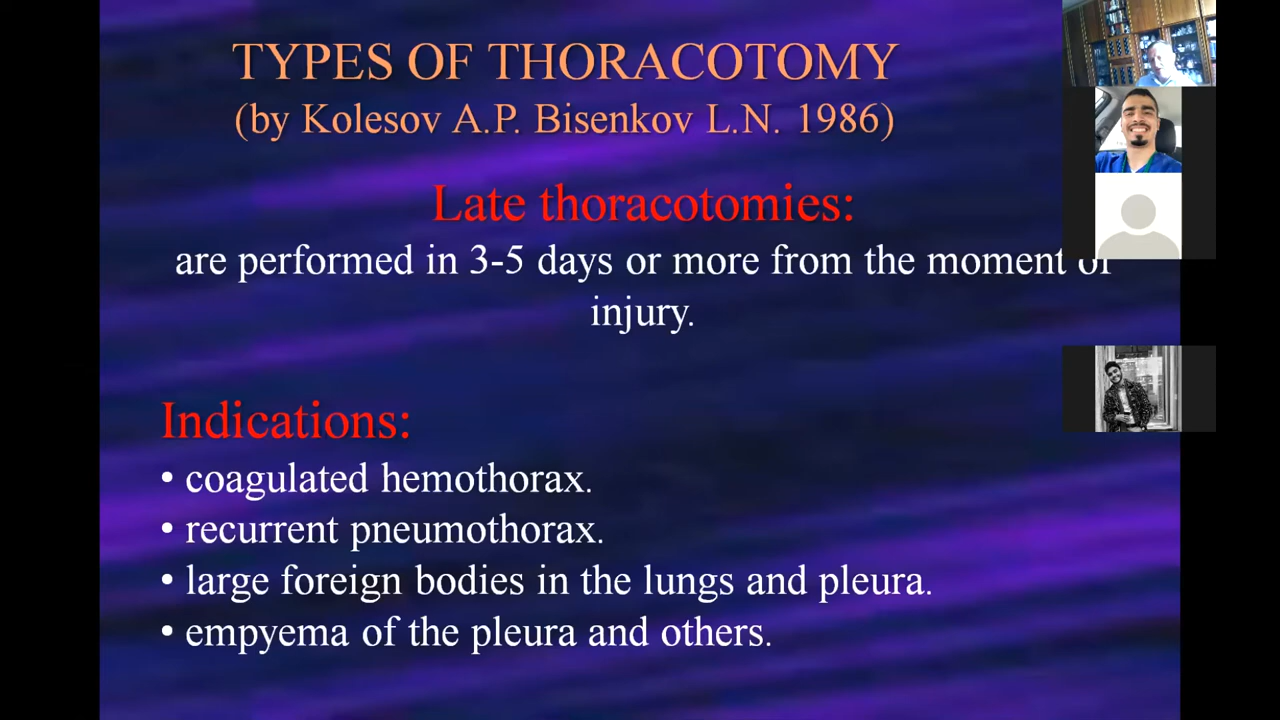 TYPES OF THORACOTOMY
(by Kolesov A.P. Bisenkov L.N. 1986)
Late thoracotomies:
are performed in 3-5 days or more from the moment of
injury.
Indications:
• coagulated hemothorax.
• recurrent pneumothorax.
• large foreign bodies in the lungs and pleura.
• empyema of the pleura and others.